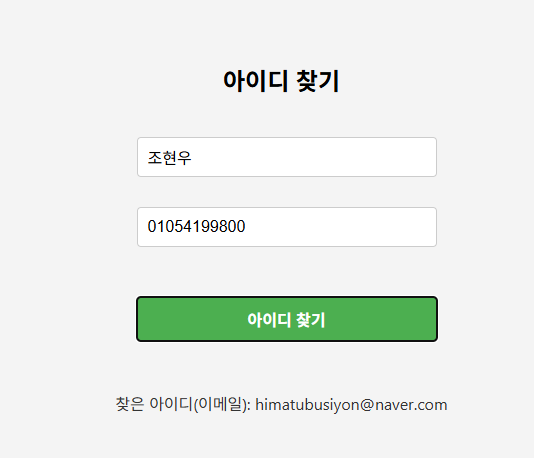 아이디 찾기
조현우
01054199800
아이디 찾기
찾은 아이디(이메일): himatubusiyon@naver.com